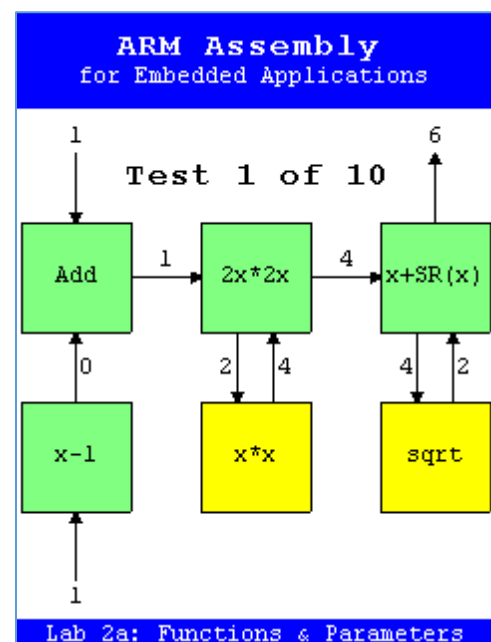 ARM Assembly
for Embedded Applications
1
6
Test 1 of 10
Add
1
2x*2x
4
x+SR(x)
0
2
4
4
2
x-1
x*x
sqrt
1
Lab 2a: Functions & Parameters